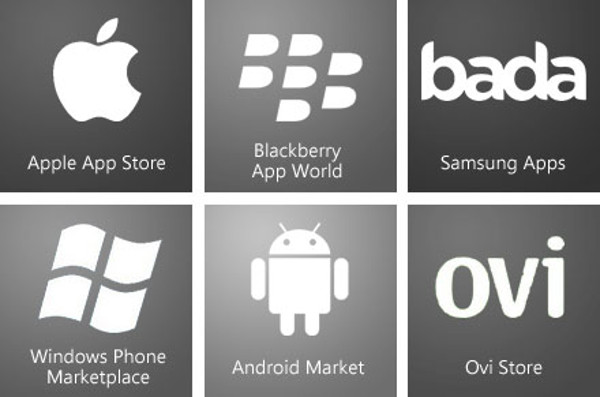 Apple App Store
Blackberry
App World
bada
Samsung Apps
Windows Phone
Marketplace
Android Market
ovi
Ovi Store